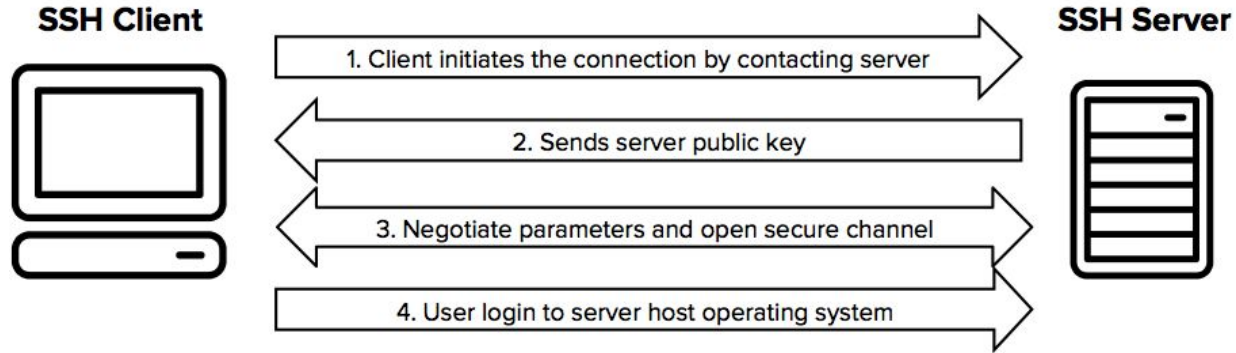 SSH Client
SSH Server
1. Client initiates the connection by contacting server
2. Sends server public key
3. Negotiate parameters and open secure channel
4. User login to server host operating system